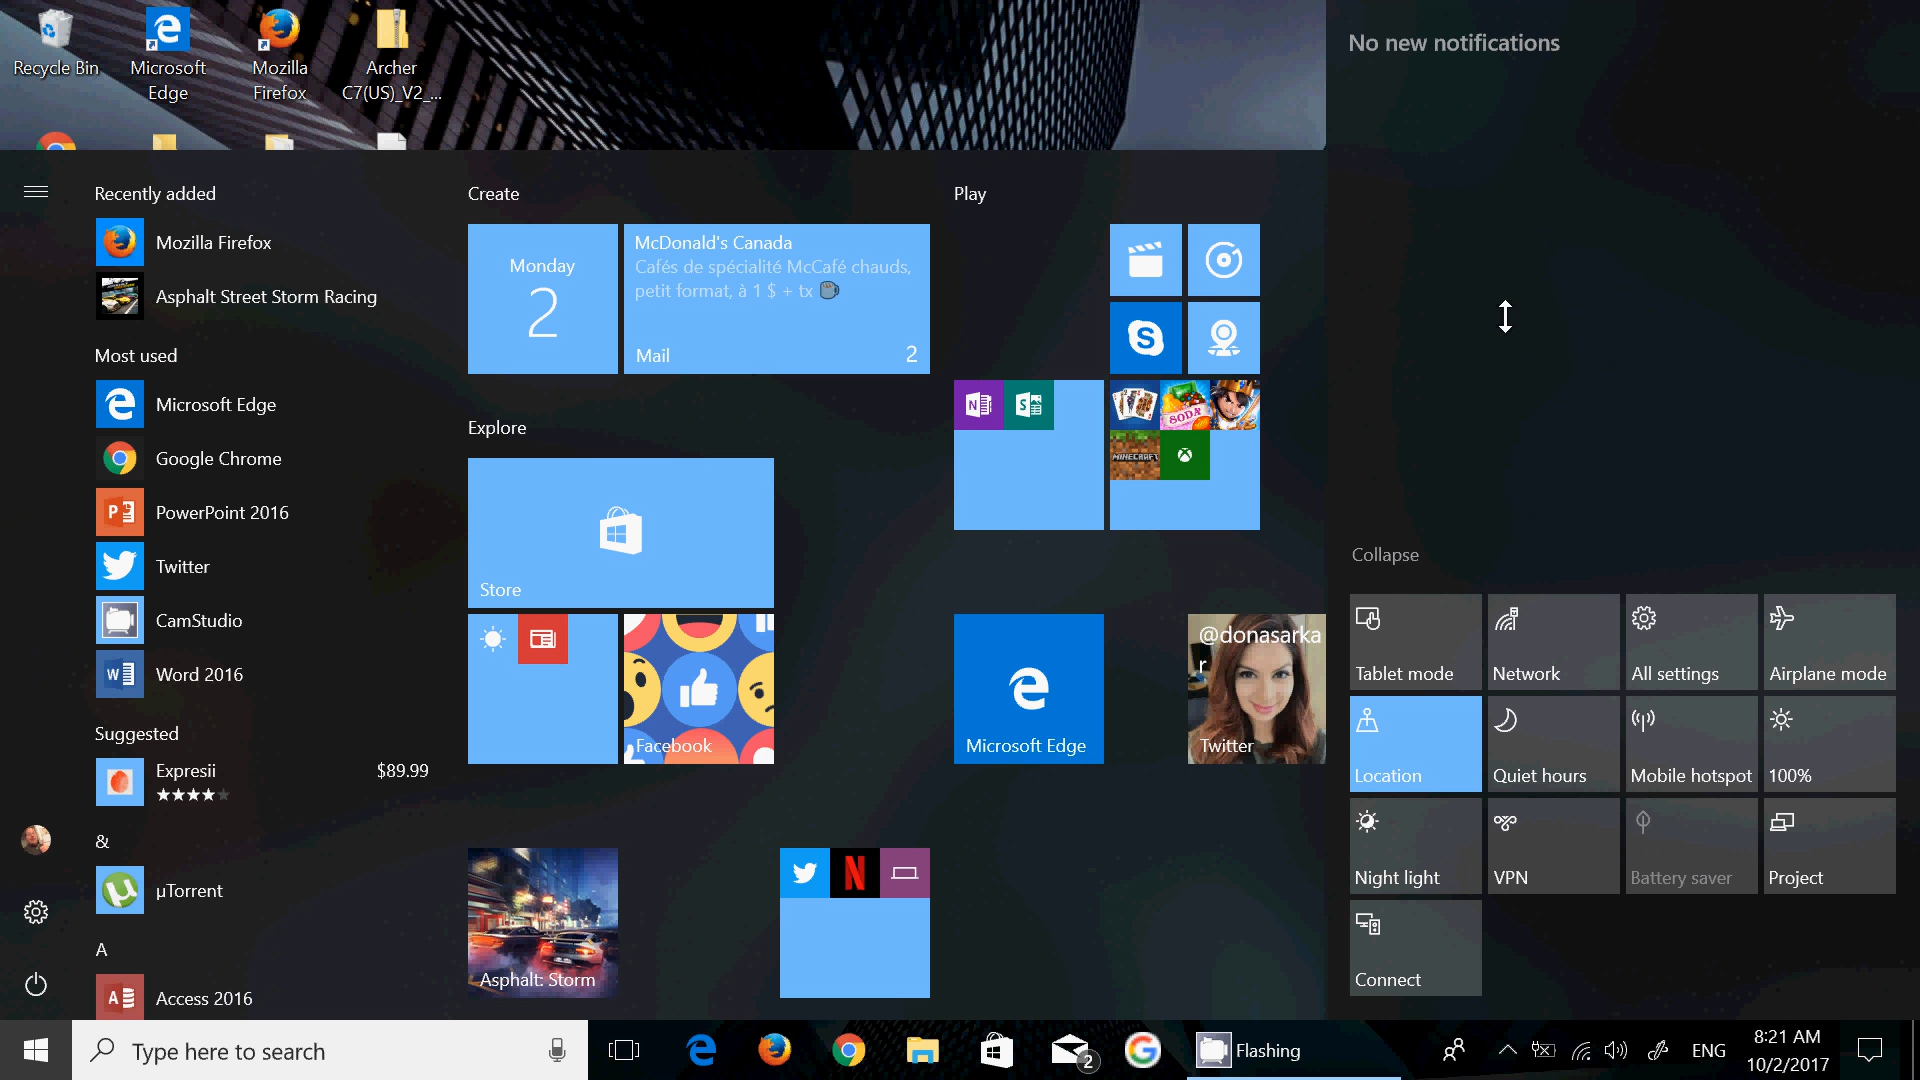 Recycle Bin
Microsoft
Edge
Mozilla
Firefox
Archer
C7(US)_V2_...
No new notifications
Recently added
Mozilla Firefox
Asphalt Street Storm Racing
Most used
Microsoft Edge
Google Chrome
PowerPoint 2016
Twitter
CamStudio
Word 2016
Suggested
Expresii
$89.99
&
µTorrent
A
Access 2016
Create
Monday
2
McDonald's Canada
Cafés de spécialité McCafé chauds,
petit format, à 1 $ + tx
Mail
2
Explore
Store
Facebook
Asphalt: Storm
Play
SODA
MINECRAFT
Microsoft Edge
@donasarka
r
Twitter
Collapse
Tablet mode
Network
All settings
Airplane mode
Location
Quiet hours
Mobile hotspot
100%
Night light
VPN
Battery saver
Project
Connect
Type here to search
2
Flashing
ENG
8:21 AM
10/2/2017